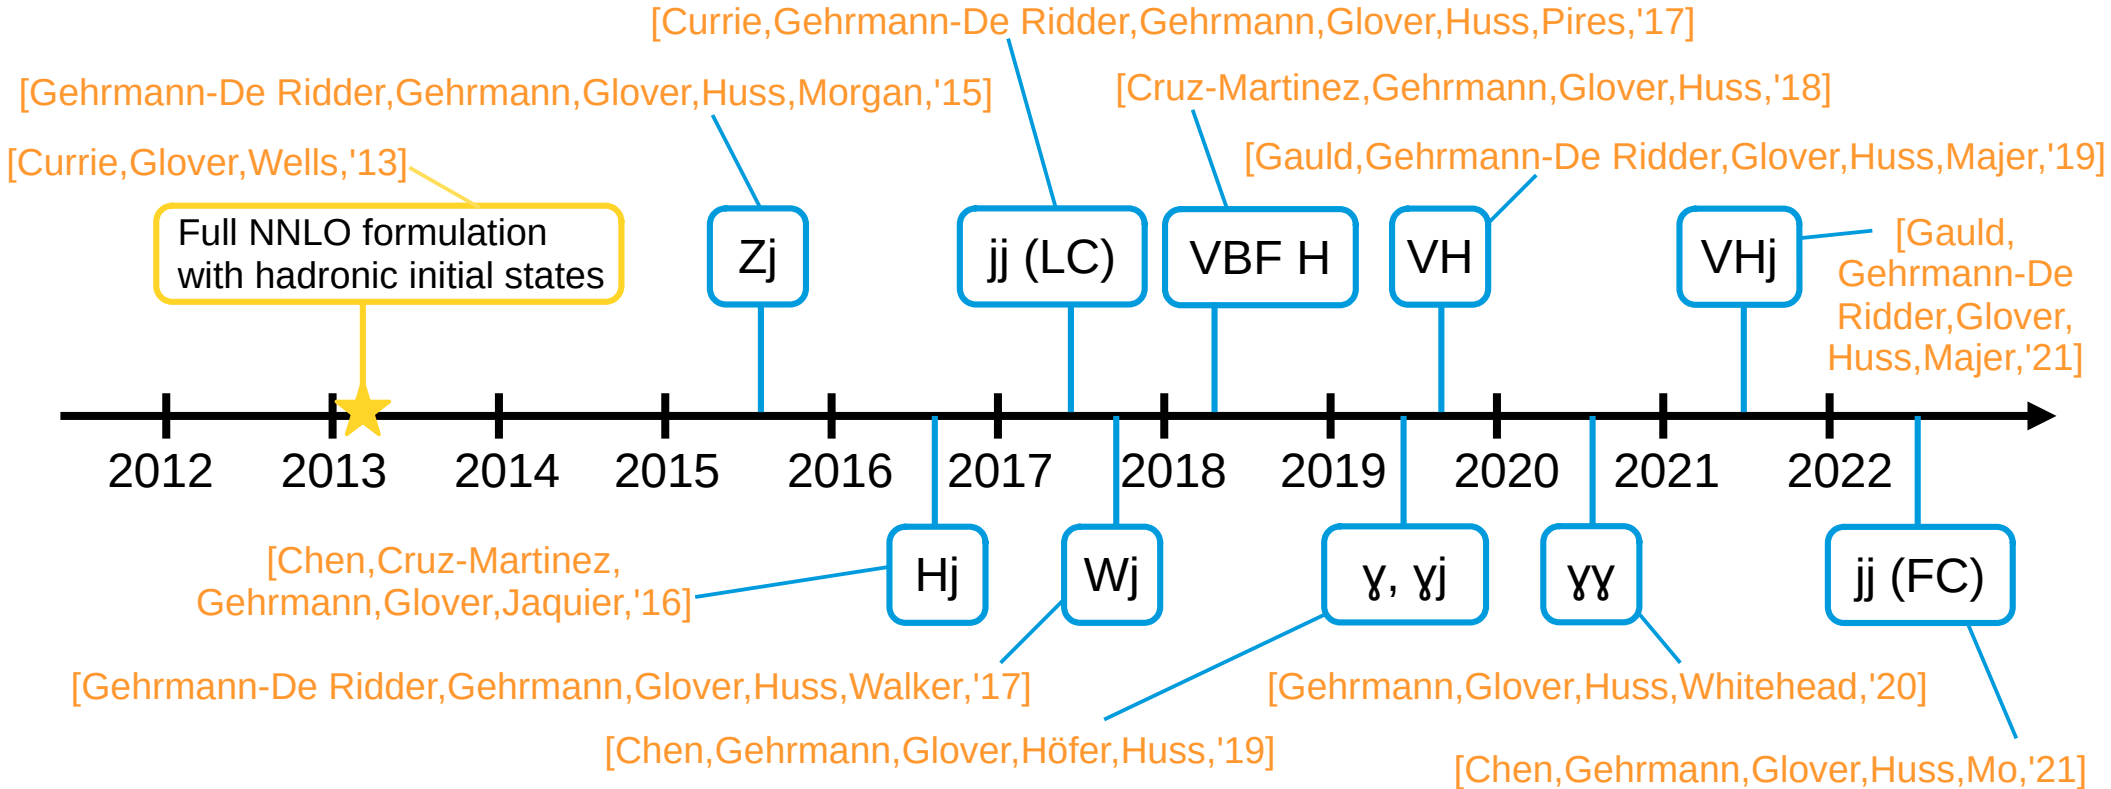 [Currie,Gehrmann-De Ridder,Gehrmann,Glover,Huss,Pires,'17]
[Gehrmann-De Ridder,Gehrmann,Glover,Huss,Morgan,'15]
[Cruz-Martinez,Gehrmann,Glover,Huss,'18]
[Currie,Glover,Wells,'13]
[Gauld,Gehrmann-De Ridder,Glover,Huss,Majer,'19]
Full NNLO formulation
with hadronic initial states
Zj
jj (LC)
VBF H
VH
VHj
[Gauld,
Gehrmann-De
Ridder,Glover,
Huss,Majer,'21]
2012
2013
2014
2015
2016
2017
2018
2019
2020
2021
2022
[Chen,Cruz-Martinez,
Gehrmann,Glover,Jaquier,'16]
Hj
Wj
ɣ, ɣj
ɣɣ
jj (FC)
[Gehrmann-De Ridder,Gehrmann,Glover,Huss,Walker,'17]
[Gehrmann,Glover,Huss,Whitehead,'20]
[Chen,Gehrmann,Glover,Höfer,Huss,'19]
[Chen,Gehrmann,Glover,Huss,Mo,'21]